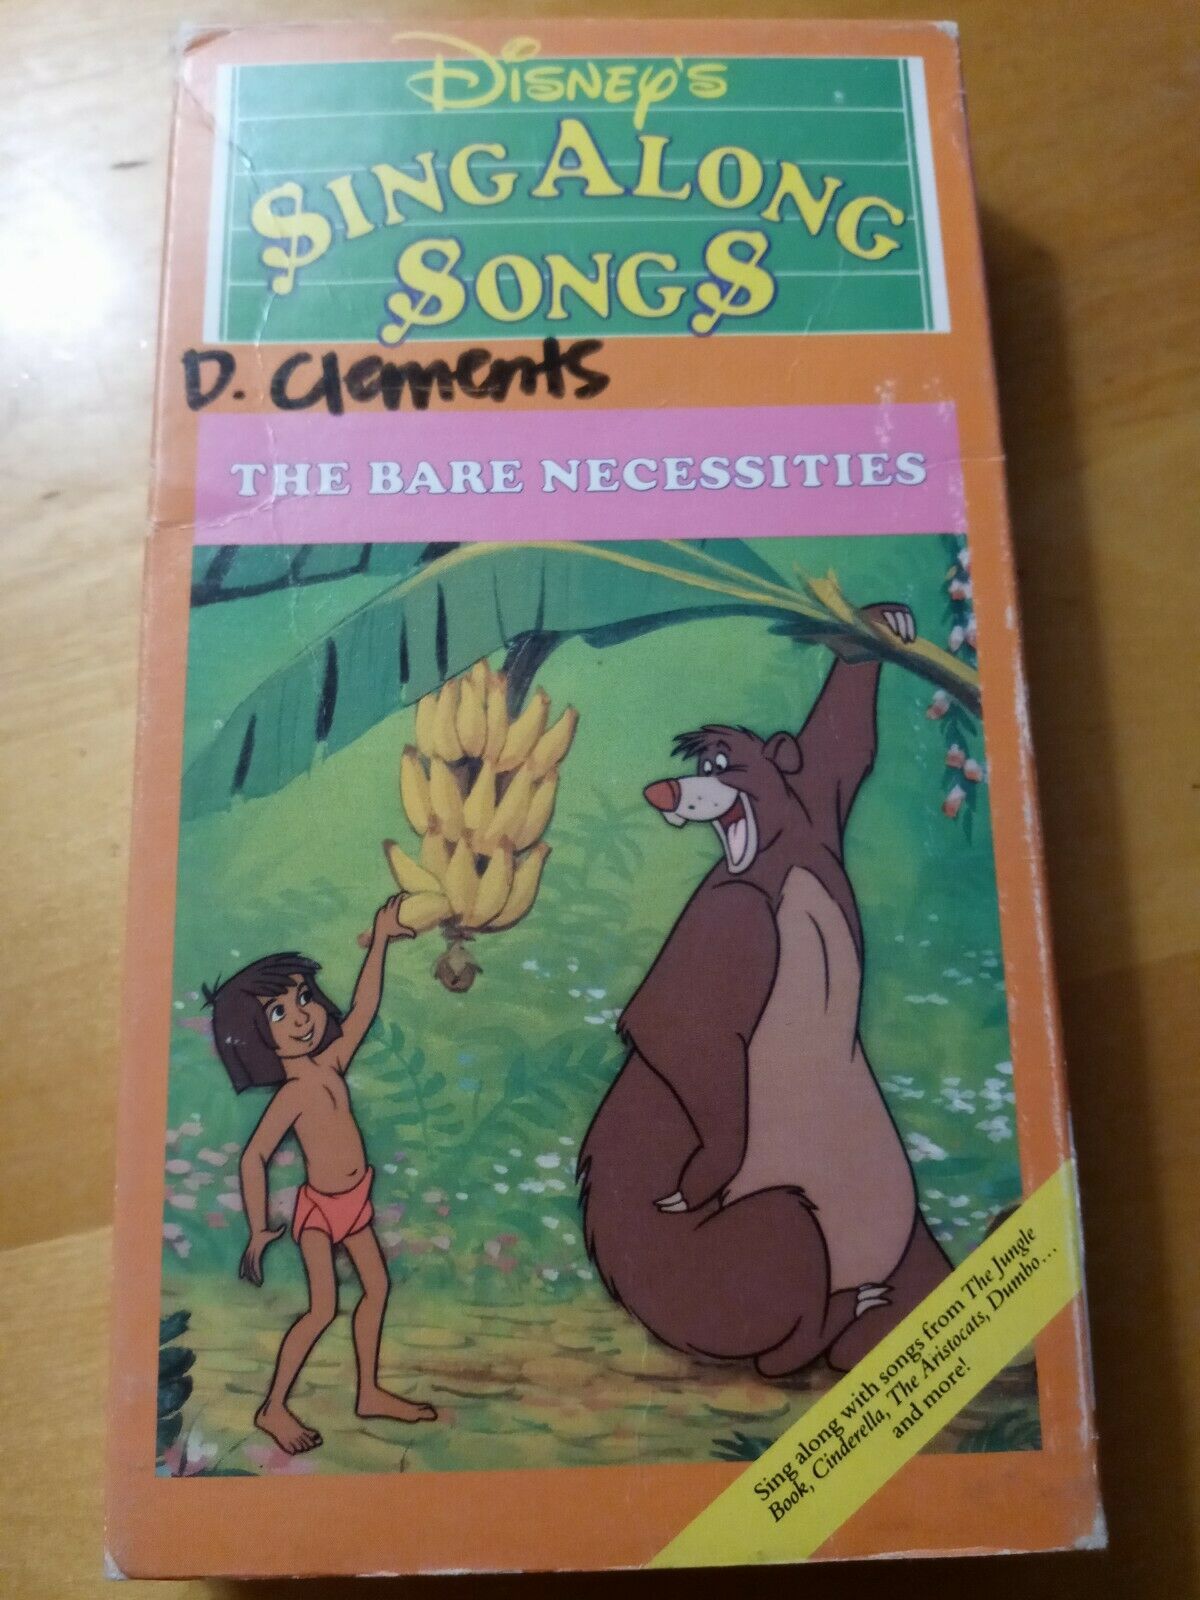 DISNEY'S
SING ALONG
SONGS
D. Clements
THE BARE NECESSITIES
Sing along with songs from The Jungle
Book, Cinderella, The Aristocats, Dumbo...
and more!